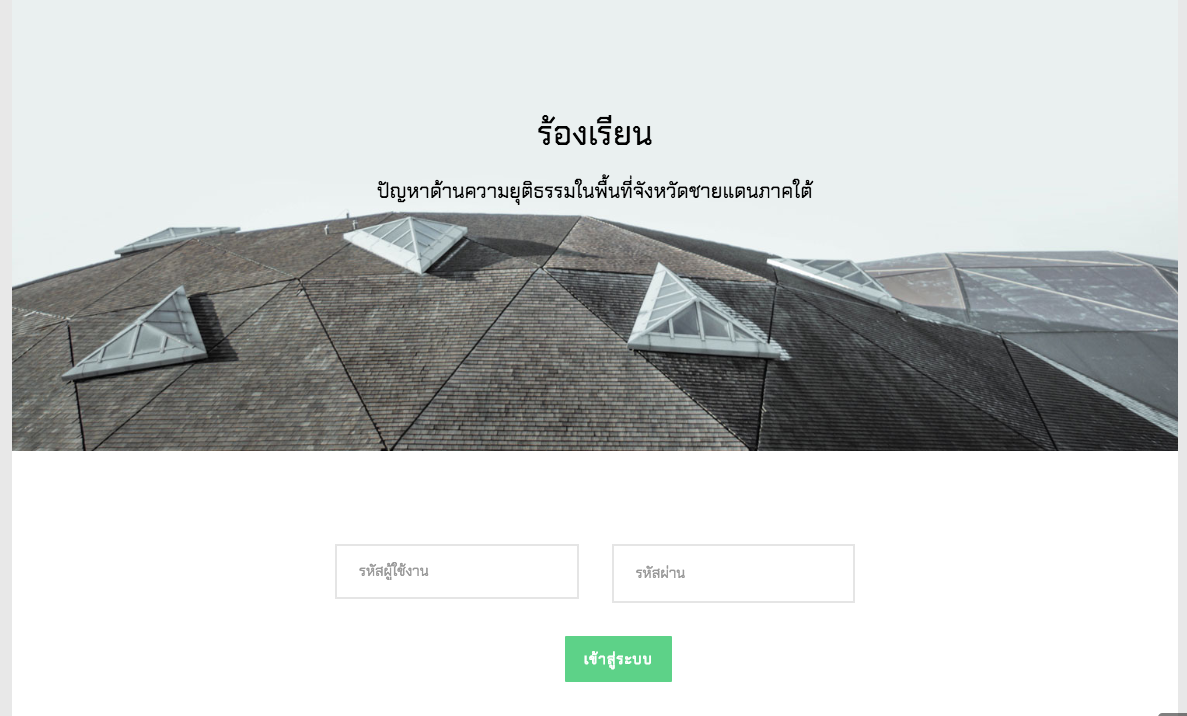 ร้องเรียน
ปัญหาด้านความยุติธรรมในพื้นที่จังหวัดชายแดนภาคใต้
รหัสผู้ใช้งาน
รหัสผ่าน
เข้าสู่ระบบ